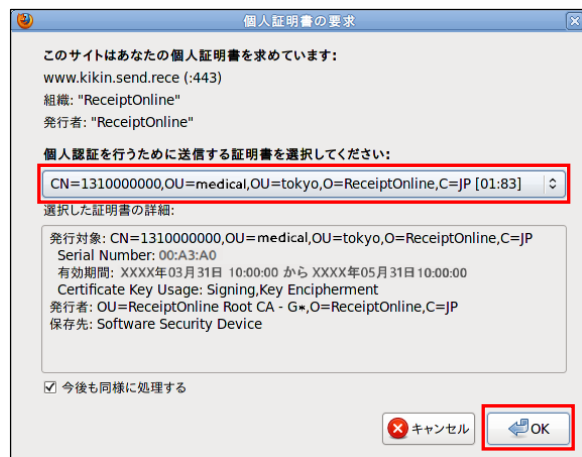 個人証明書の要求
このサイトはあなたの個人証明書を求めています:
www.kikin.send.rece (:443)
組織: "ReceiptOnline"
発行者: "ReceiptOnline"
個人認証を行うために送信する証明書を選択してください:
CN=1310000000,OU=medical,OU=tokyo,O=ReceiptOnline,C=JP [01:83]
選択した証明書の詳細:
発行対象: CN=1310000000,OU=medical,OU=tokyo,O=ReceiptOnline,C=JP
Serial Number: 00:A3:A0
有効期間: XXXX年03月31日 10:00:00 から XXXX年05月31日10:00:00
Certificate Key Usage: Signing,Key Encipherment
発行者: OU=ReceiptOnline Root CA - G*,O=ReceiptOnline,C=JP
保存先: Software Security Device
今後も同様に処理する
キャンセル OK